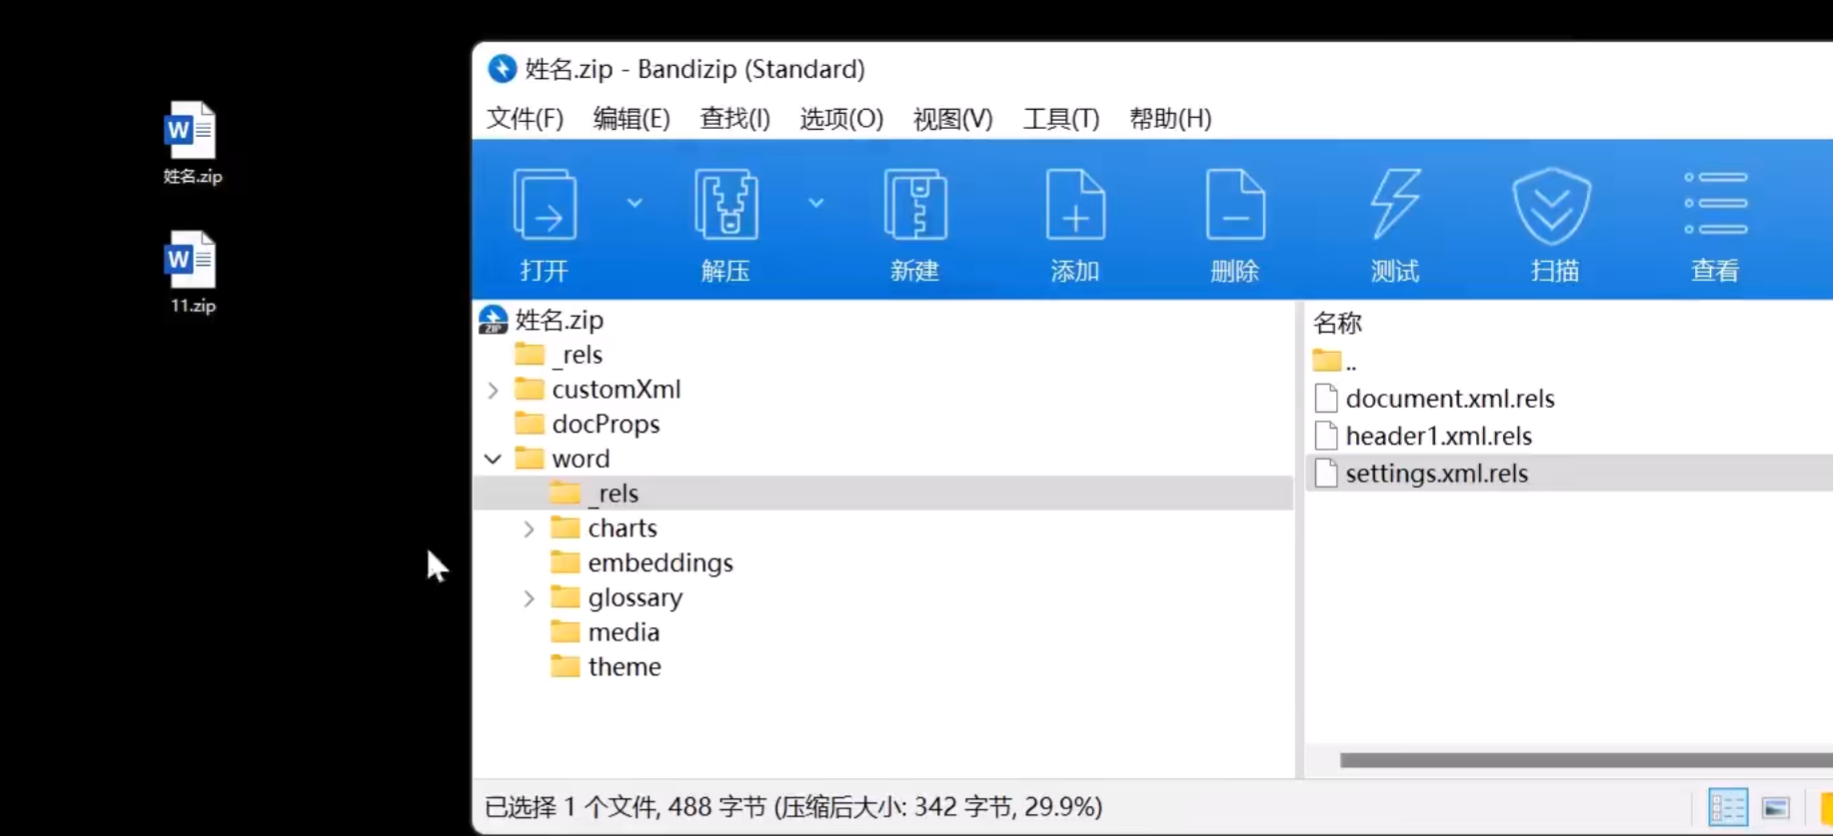 姓名.zip
11.zip
姓名.zip - Bandizip (Standard)
文件(F) 编辑(E) 查找(I) 选项(O) 视图(V) 工具(T) 帮助(H)
打开 解压 新建 添加 删除 测试 扫描 查看
姓名.zip
_rels
customXml
docProps
word
_rels
charts
embeddings
glossary
media
theme
名称
..
document.xml.rels
header1.xml.rels
settings.xml.rels
已选择 1 个文件, 488 字节 (压缩后大小: 342 字节, 29.9%)